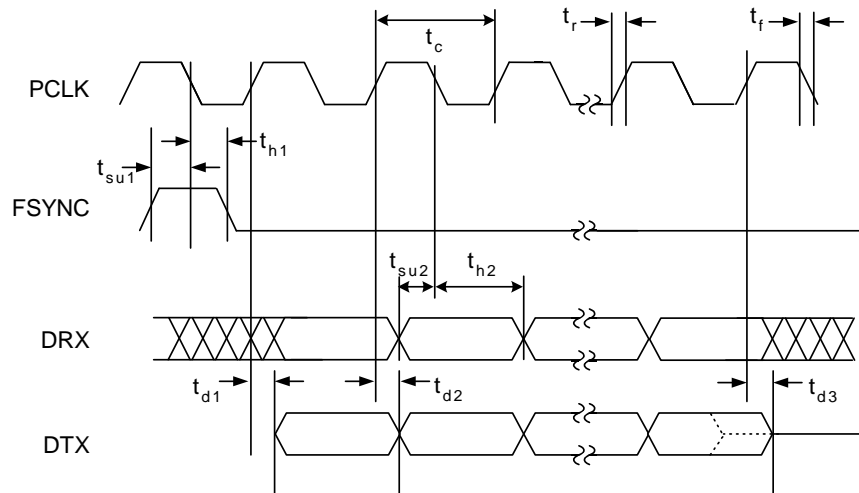 t_c
t_r
t_f
PCLK
t_su1
t_h1
FSYNC
t_su2
t_h2
DRX
t_d1
t_d2
t_d3
DTX